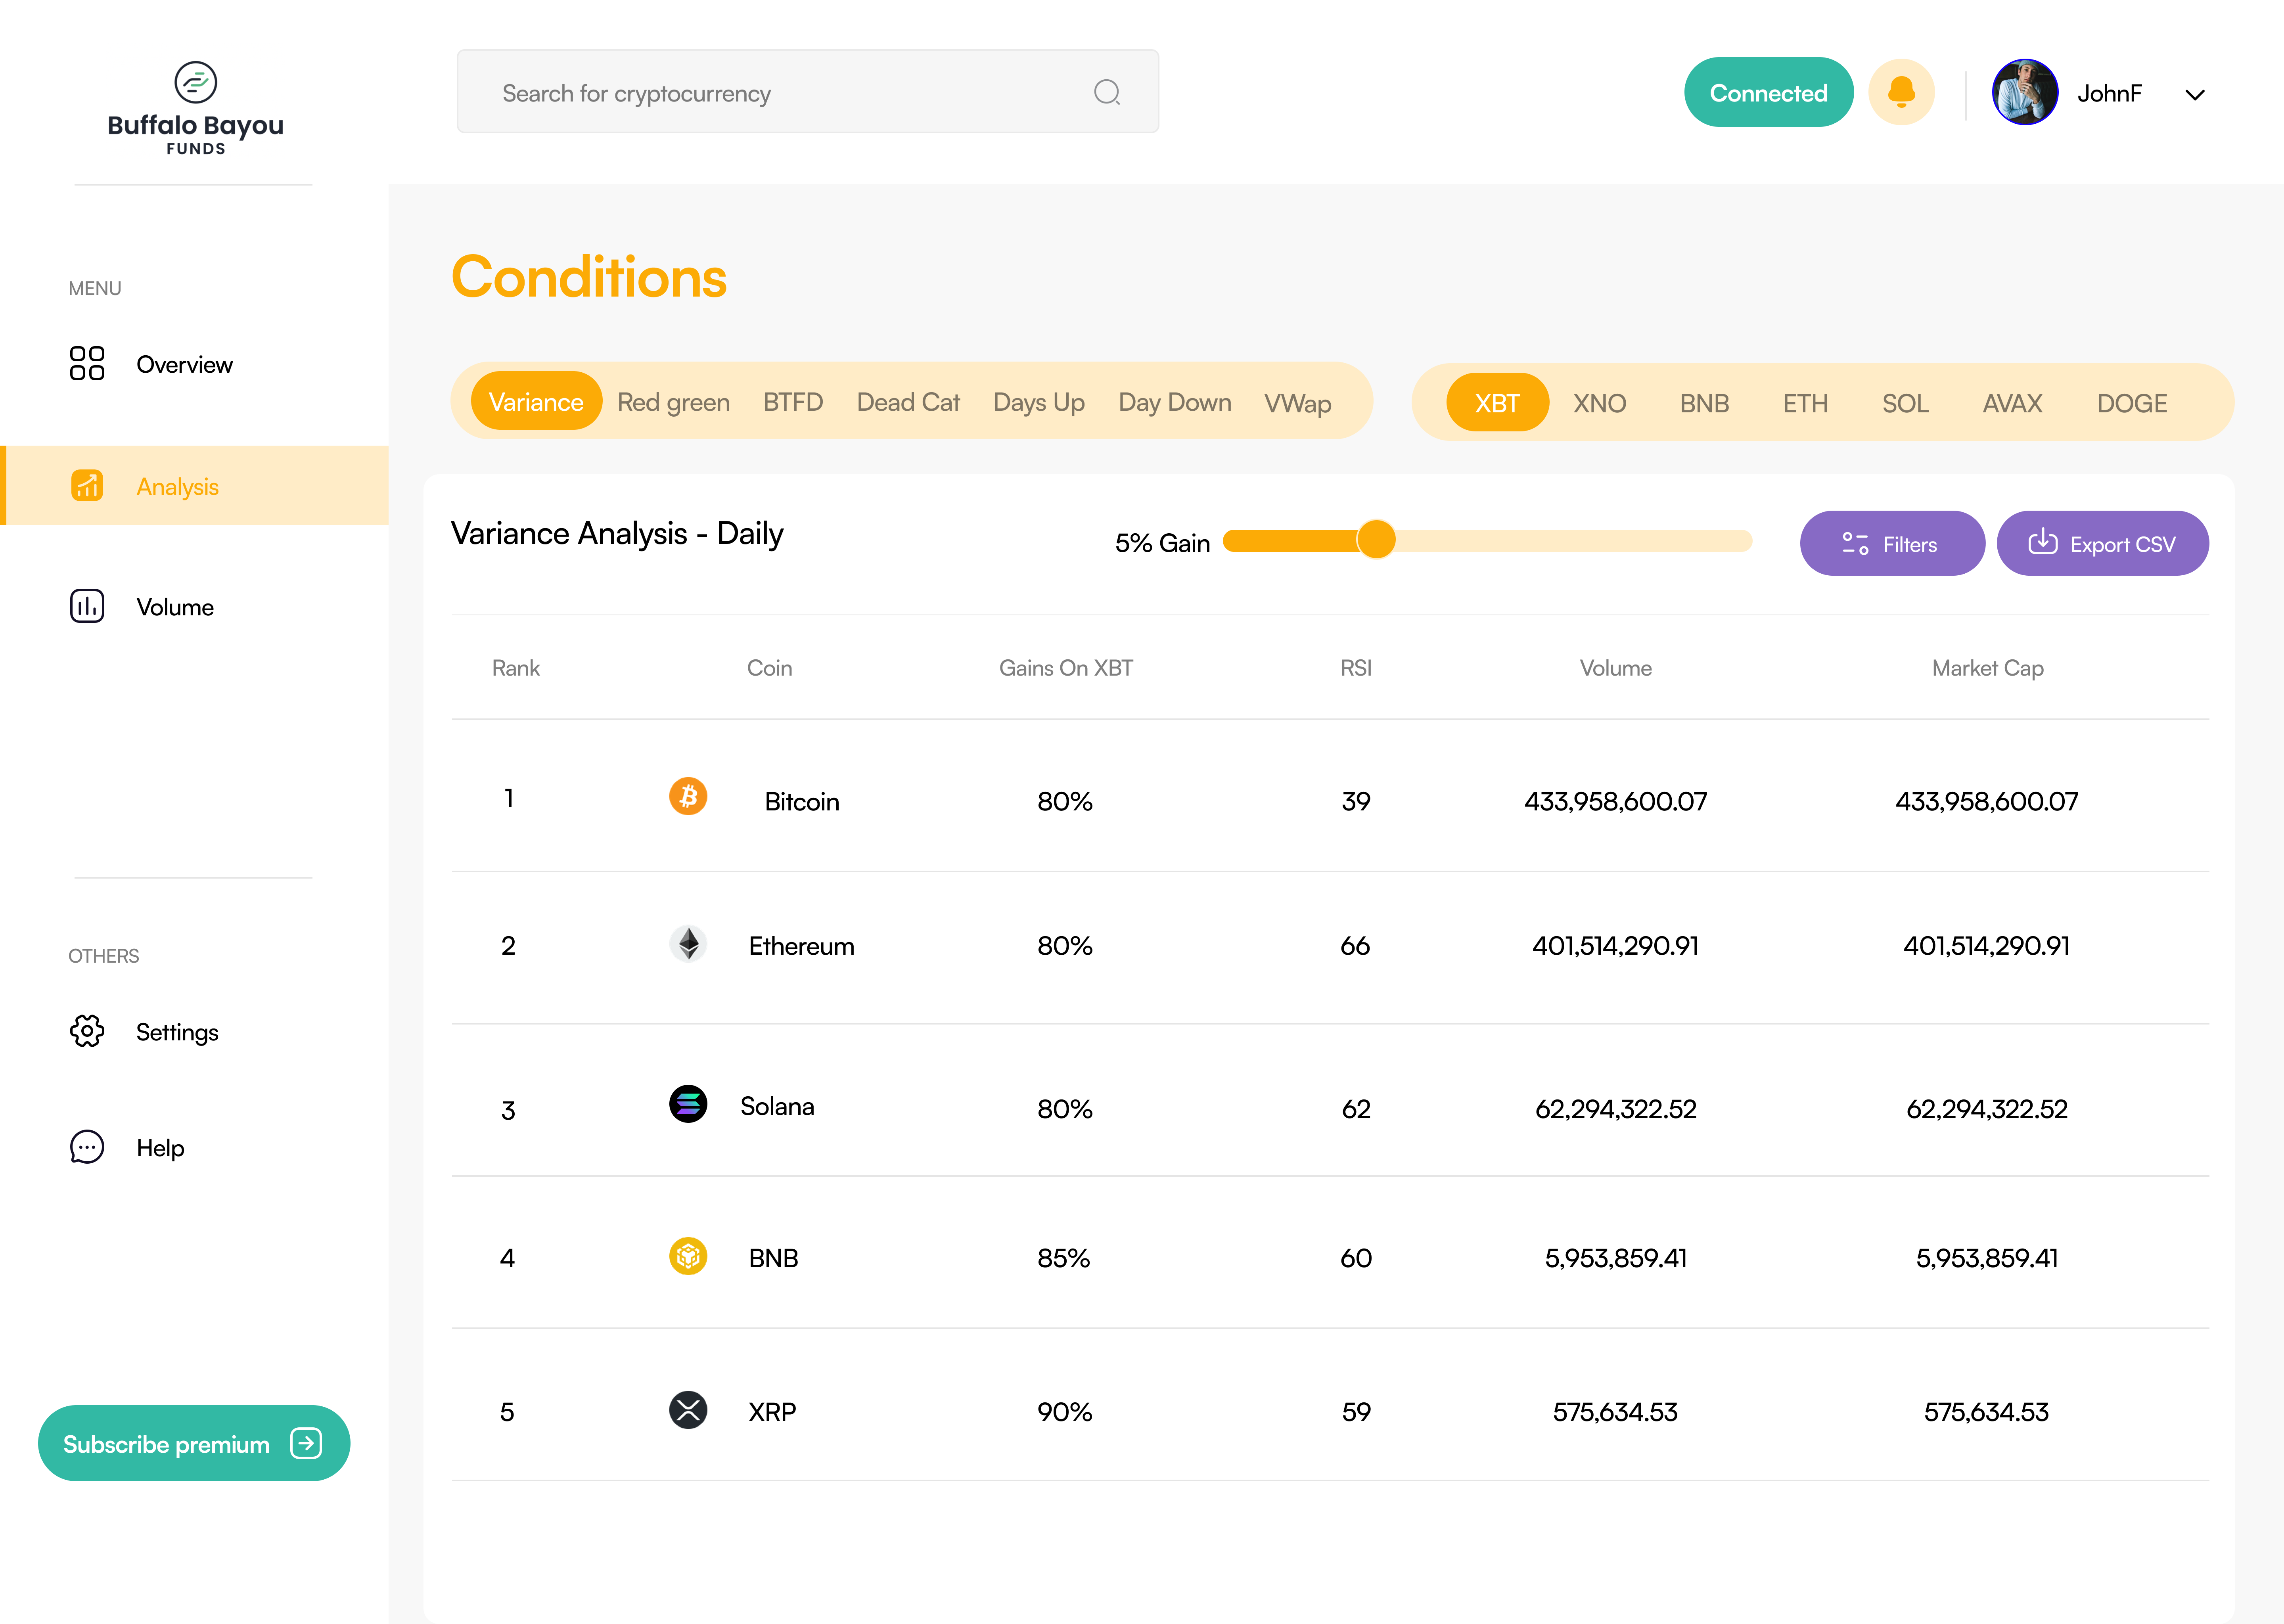 Buffalo Bayou
FUNDS
Search for cryptocurrency
Connected
JohnF
MENU
Overview
Analysis
Volume
OTHERS
Settings
Help
Subscribe premium
Conditions
Variance Red green BTFD Dead Cat Days Up Day Down VWap
XBT XNO BNB ETH SOL AVAX DOGE
Variance Analysis - Daily
5% Gain
Filters
Export CSV
Rank Coin Gains On XBT RSI Volume Market Cap
1 Bitcoin 80% 39 433,958,600.07 433,958,600.07
2 Ethereum 80% 66 401,514,290.91 401,514,290.91
3 Solana 80% 62 62,294,322.52 62,294,322.52
4 BNB 85% 60 5,953,859.41 5,953,859.41
5 XRP 90% 59 575,634.53 575,634.53